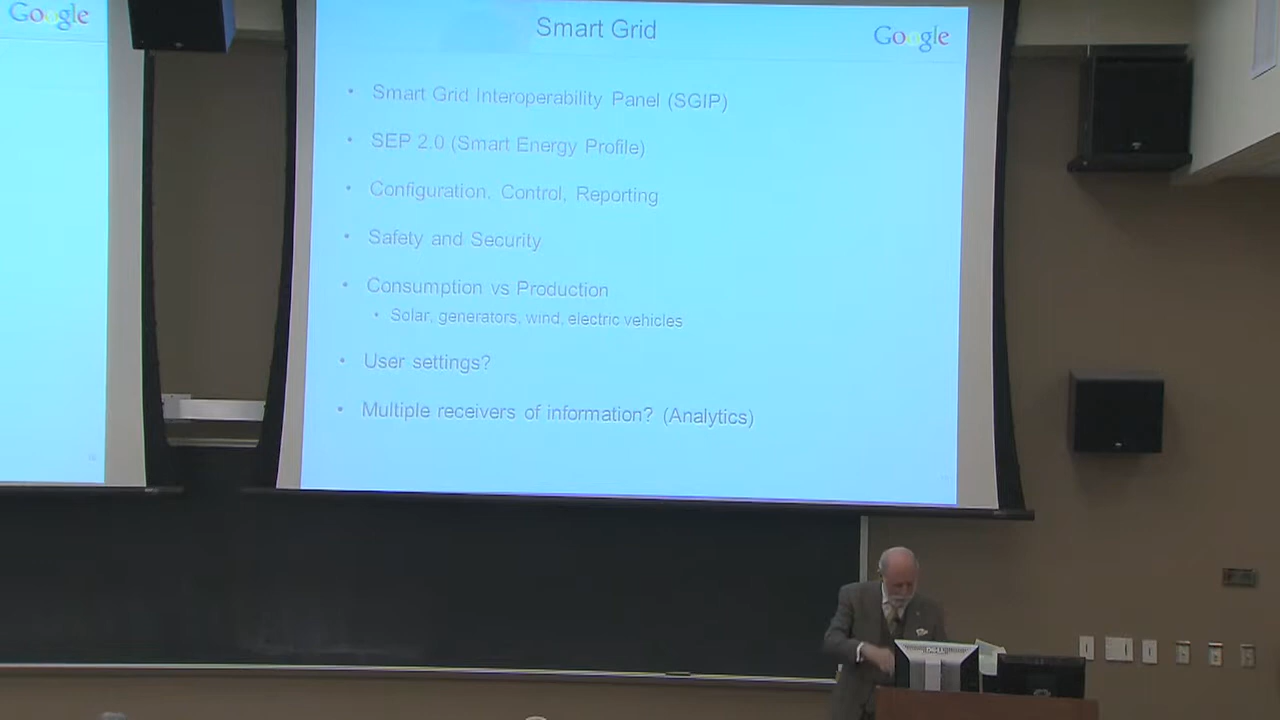 Google
Smart Grid
Google
• Smart Grid Interoperability Panel (SGIP)
• SEP 2.0 (Smart Energy Profile)
• Configuration, Control, Reporting
• Safety and Security
• Consumption vs Production
• Solar, generators, wind, electric vehicles
• User settings?
• Multiple receivers of information? (Analytics)
DELL